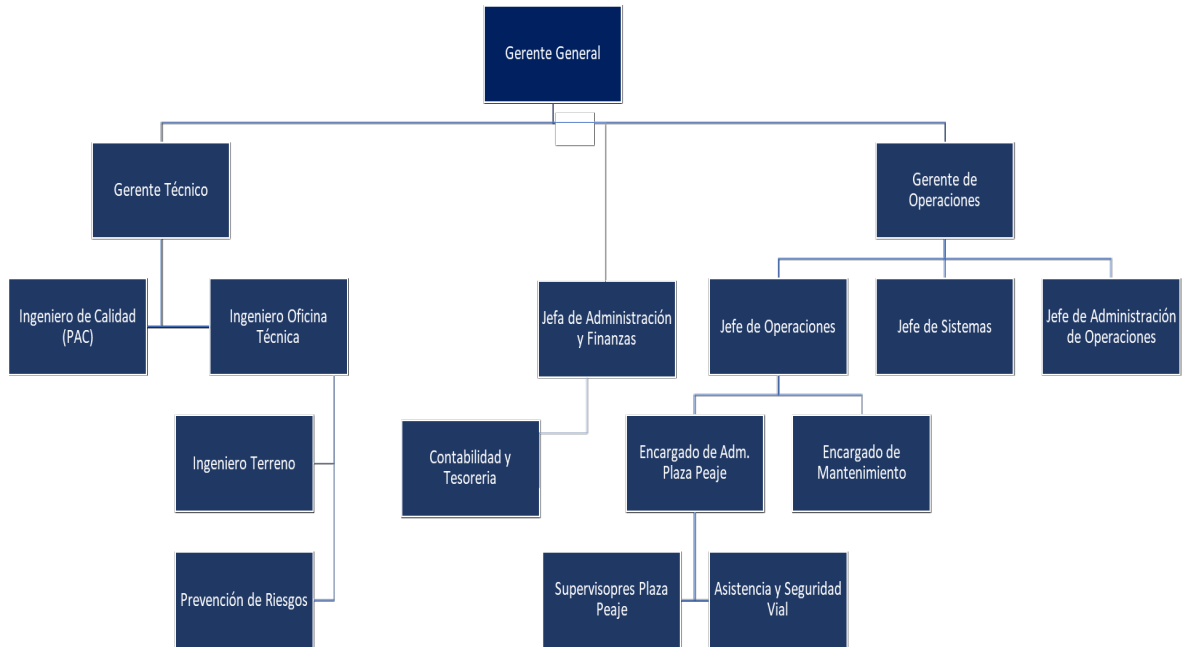 Gerente General
Gerente Técnico
Gerente de
Operaciones
Ingeniero de Calidad
(PAC)
Ingeniero Oficina
Técnica
Jefa de Administración
y Finanzas
Jefe de Operaciones
Jefe de Sistemas
Jefe de Administración
de Operaciones
Ingeniero Terreno
Contabilidad y
Tesoreria
Encargado de Adm.
Plaza Peaje
Encargado de
Mantenimiento
Prevención de Riesgos
Supervisopres Plaza
Peaje
Asistencia y Seguridad
Vial